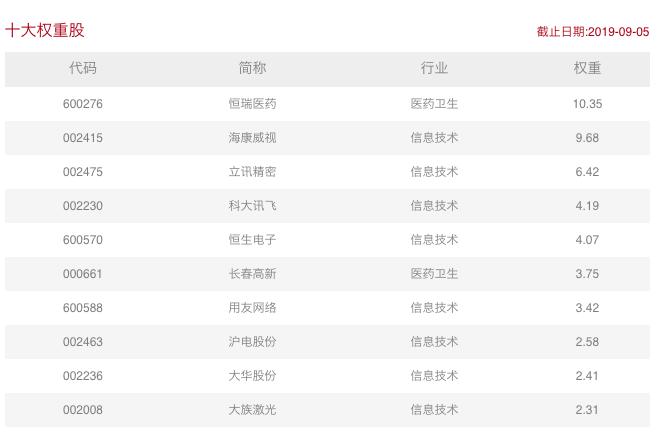 十大权重股 截止日期:2019-09-05
代码 简称 行业 权重
600276 恒瑞医药 医药卫生 10.35
002415 海康威视 信息技术 9.68
002475 立讯精密 信息技术 6.42
002230 科大讯飞 信息技术 4.19
600570 恒生电子 信息技术 4.07
000661 长春高新 医药卫生 3.75
600588 用友网络 信息技术 3.42
002463 沪电股份 信息技术 2.58
002236 大华股份 信息技术 2.41
002008 大族激光 信息技术 2.31